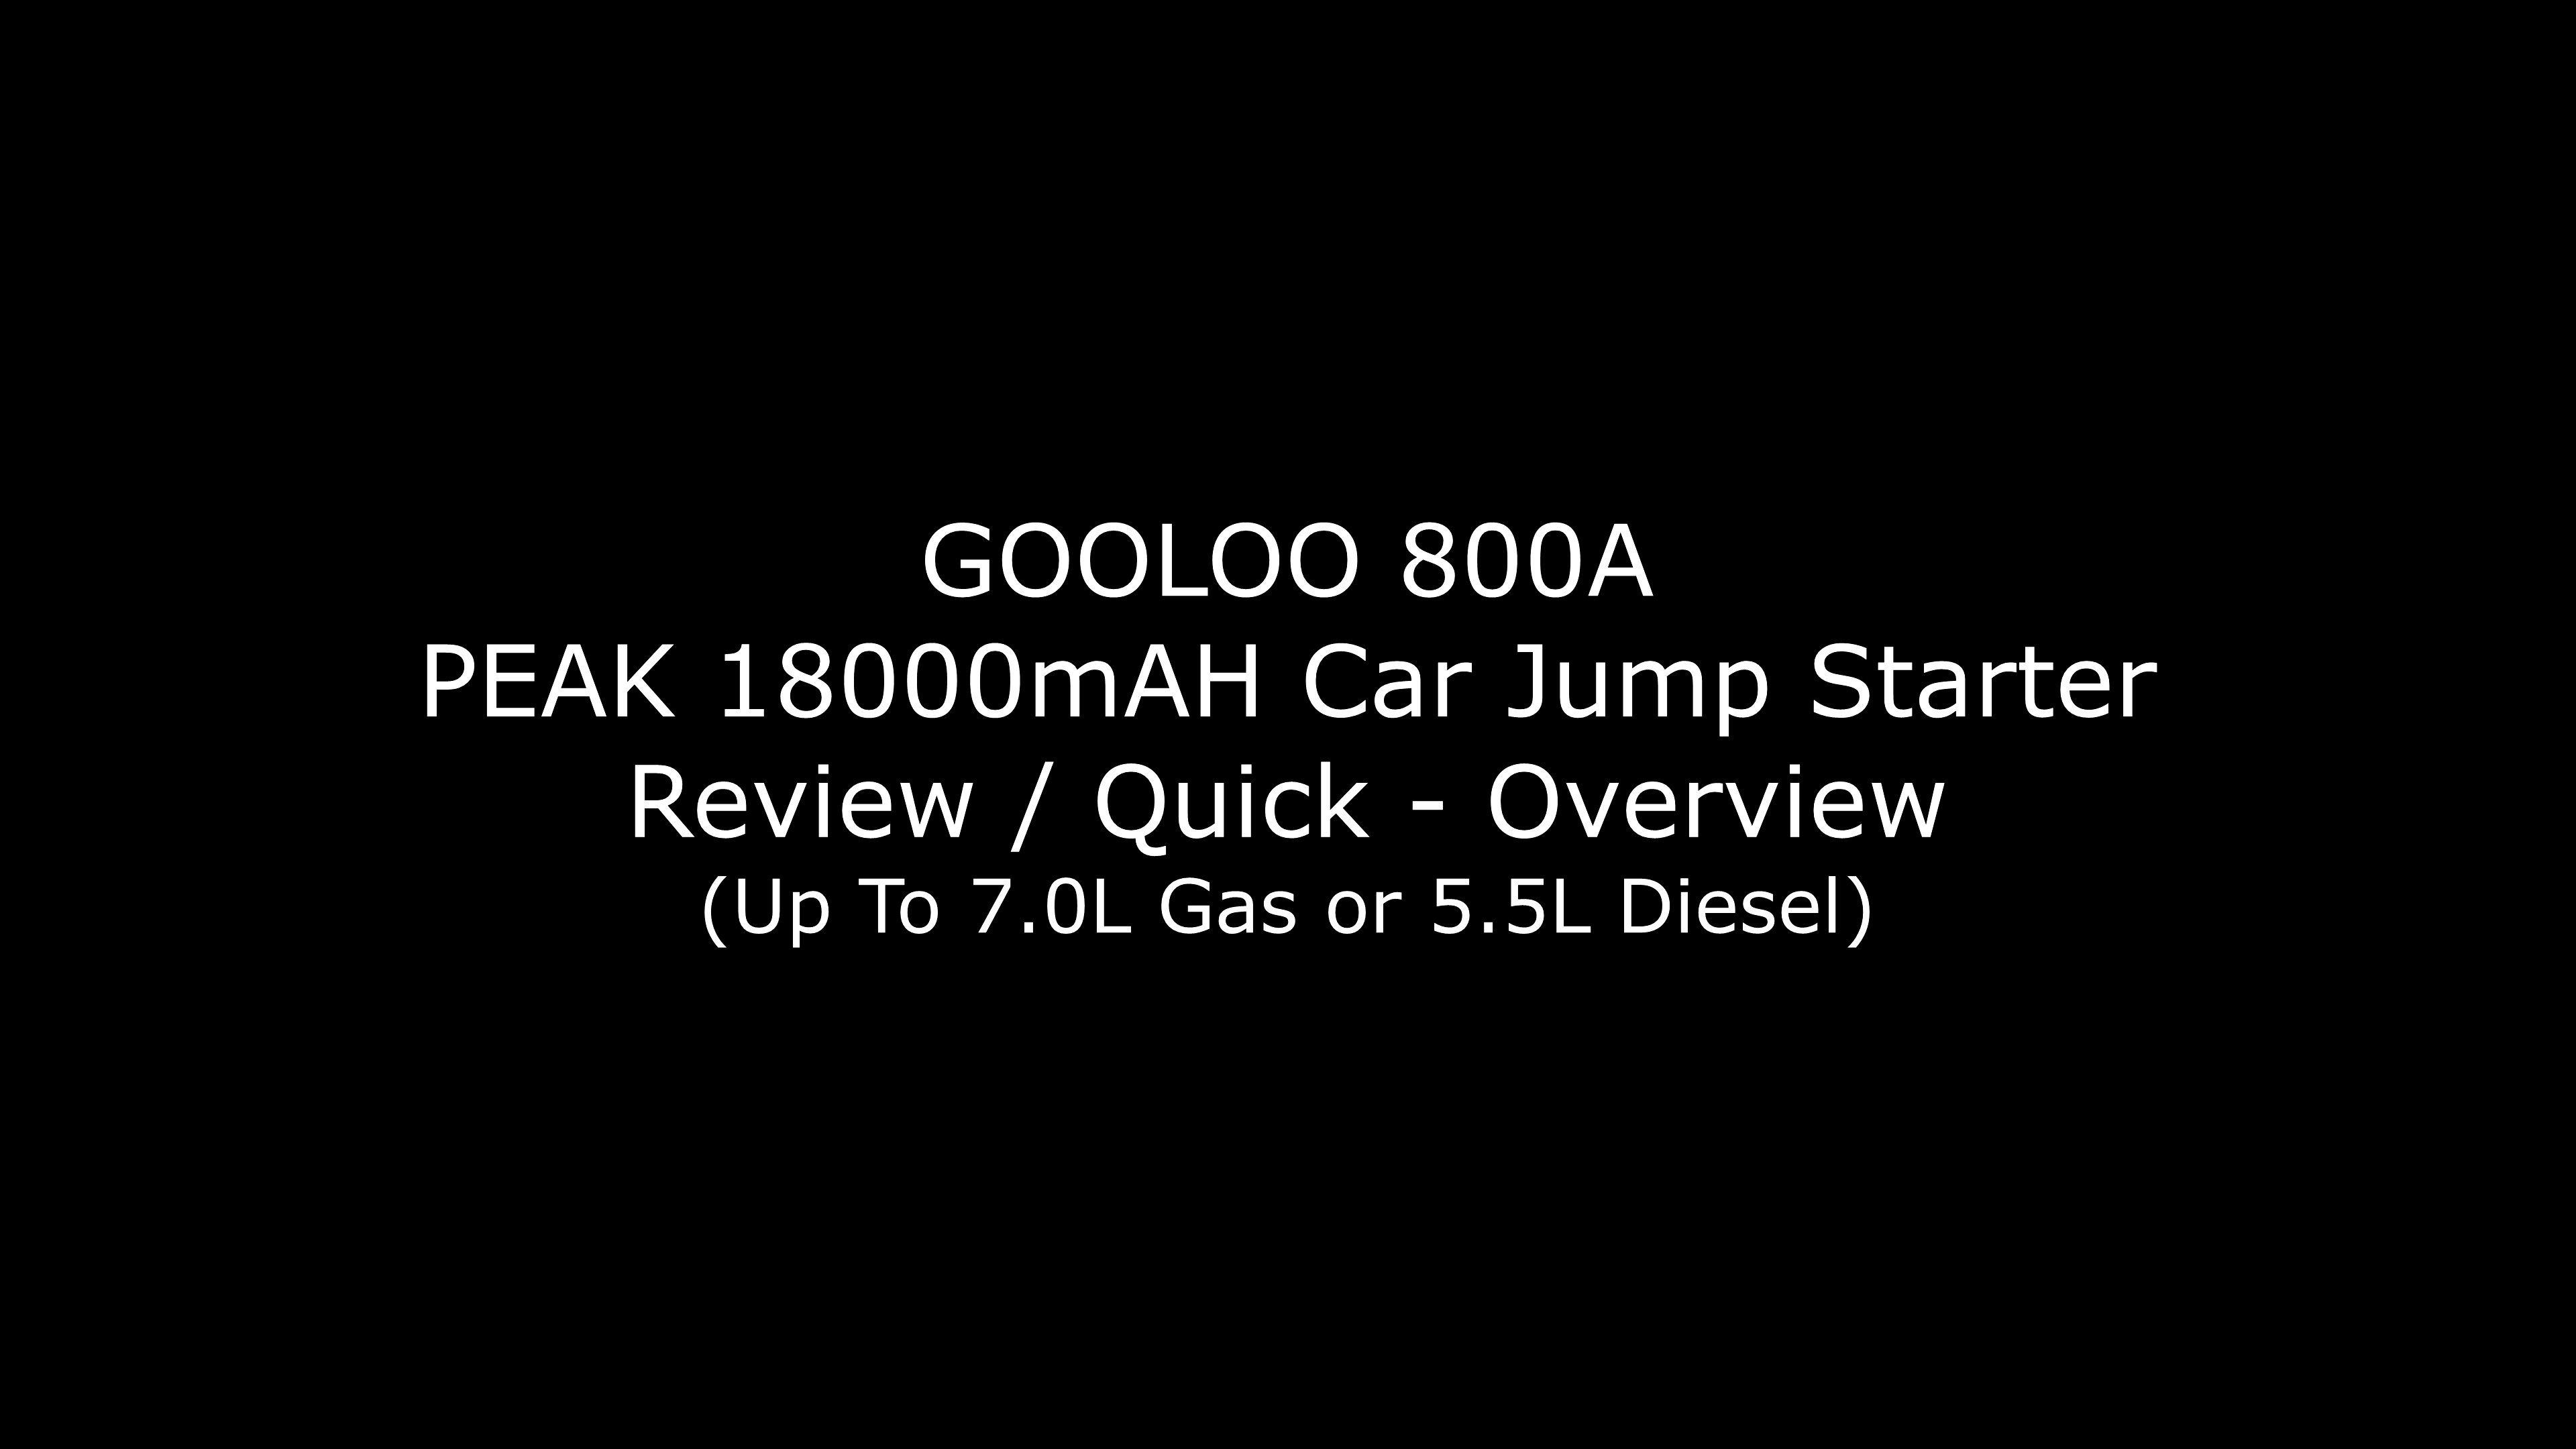 GOOLOO 800A
PEAK 18000mAH Car Jump Starter
Review / Quick - Overview
(Up To 7.0L Gas or 5.5L Diesel)